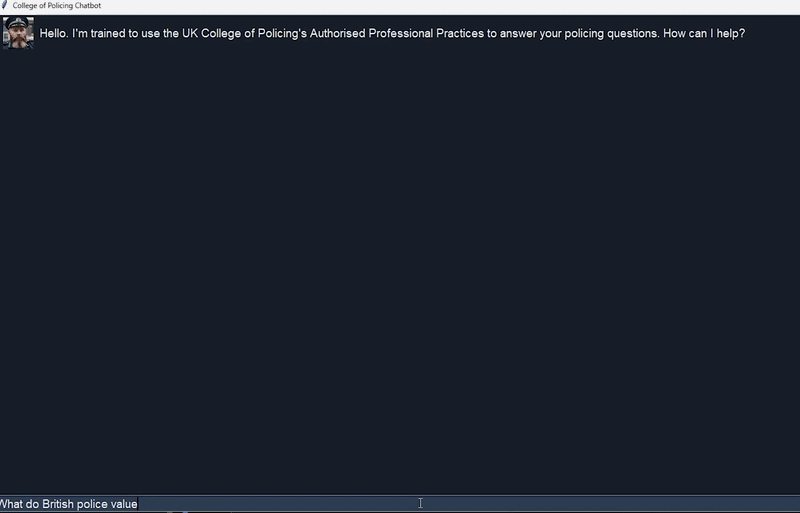 College of Policing Chatbot
Hello. I'm trained to use the UK College of Policing's Authorised Professional Practices to answer your policing questions. How can I help?
What do British police value